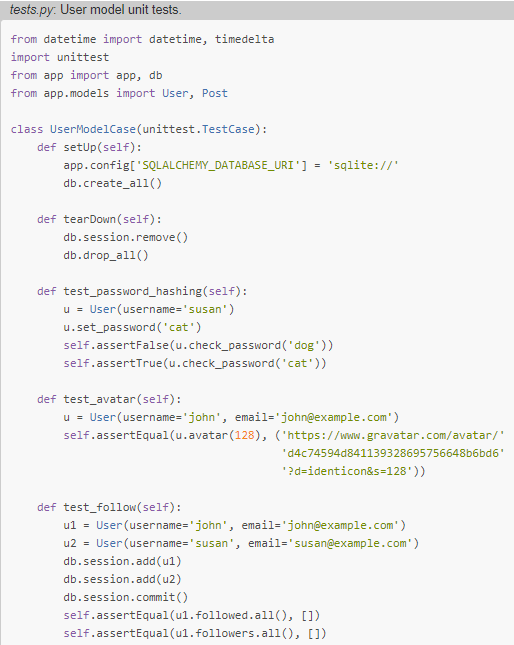 tests.py: User model unit tests.
from datetime import datetime, timedelta
import unittest
from app import app, db
from app.models import User, Post

class UserModelCase(unittest.TestCase):
    def setUp(self):
        app.config['SQLALCHEMY_DATABASE_URI'] = 'sqlite://'
        db.create_all()

    def tearDown(self):
        db.session.remove()
        db.drop_all()

    def test_password_hashing(self):
        u = User(username='susan')
        u.set_password('cat')
        self.assertFalse(u.check_password('dog'))
        self.assertTrue(u.check_password('cat'))

    def test_avatar(self):
        u = User(username='john', email='john@example.com')
        self.assertEqual(u.avatar(128), ('https://www.gravatar.com/avatar/'
                                         'd4c74594d841139328695756648b6bd6'
                                         '?d=identicon&s=128'))

    def test_follow(self):
        u1 = User(username='john', email='john@example.com')
        u2 = User(username='susan', email='susan@example.com')
        db.session.add(u1)
        db.session.add(u2)
        db.session.commit()
        self.assertEqual(u1.followed.all(), [])
        self.assertEqual(u1.followers.all(), [])